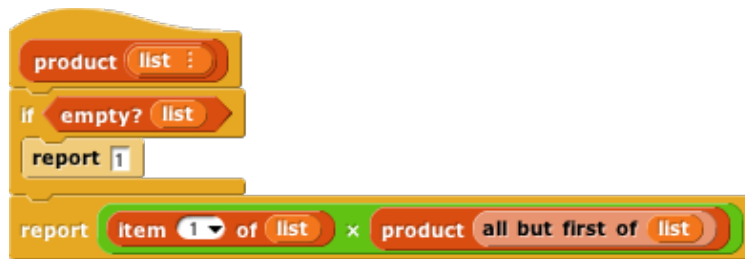 product list ⋮
if empty? list
report 1
report item 1 of list × product all but first of list